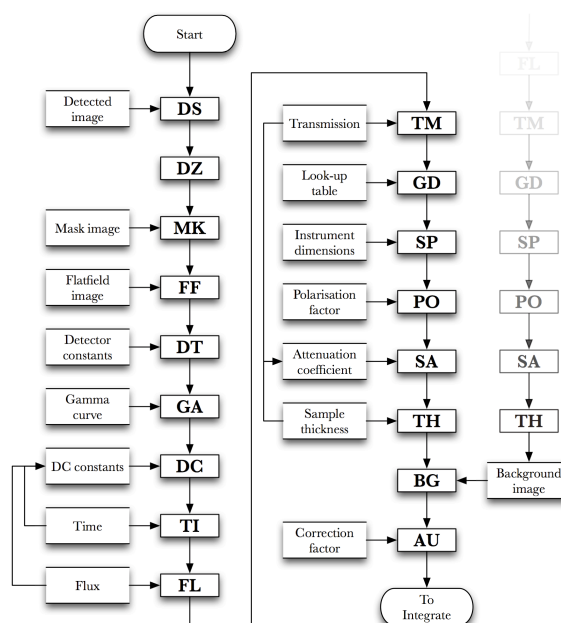 Start
Detected
image
DS
DZ
Mask image
MK
Flatfield
image
FF
Detector
constants
DT
Gamma
curve
GA
DC constants
DC
Time
TI
Flux
FL
Transmission
TM
Look-up
table
GD
Instrument
dimensions
SP
Polarisation
factor
PO
Attenuation
coefficient
SA
Sample
thickness
TH
BG
Correction
factor
AU
To
Integrate
FL
TM
GD
SP
PO
SA
TH
Background
image